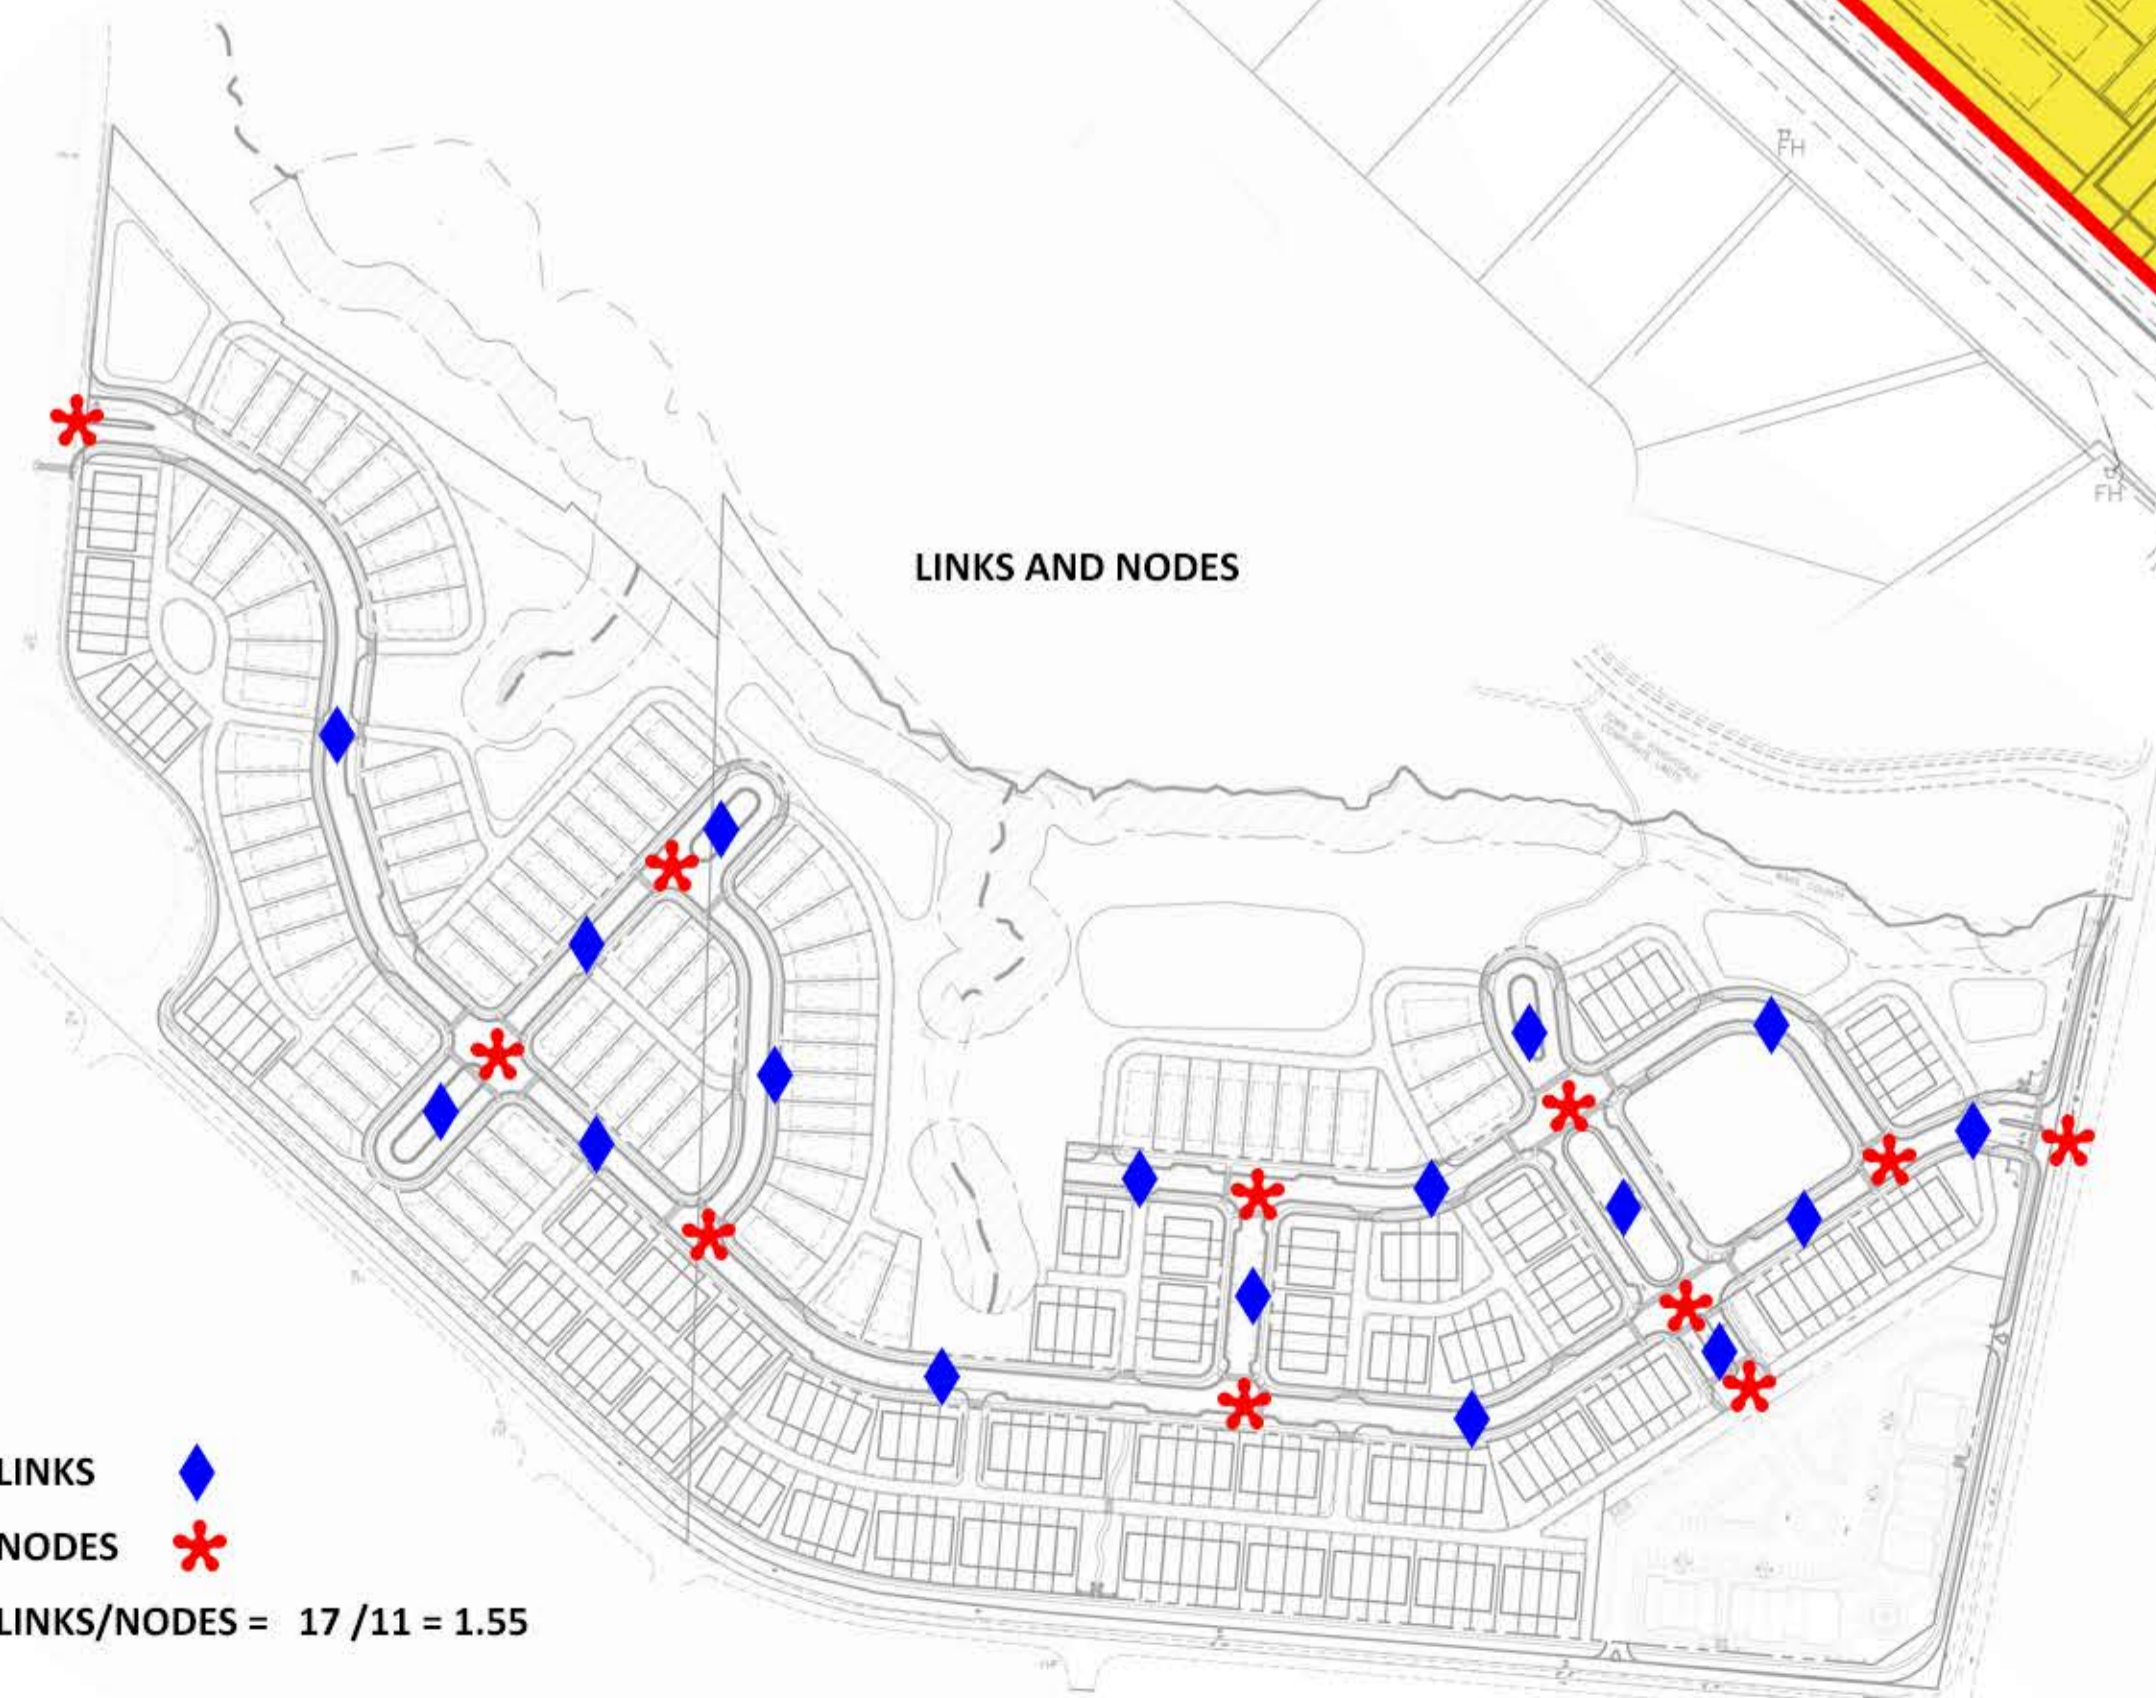 FH
FH
LINKS AND NODES
LINKS
NODES
LINKS/NODES = 17 /11 = 1.55